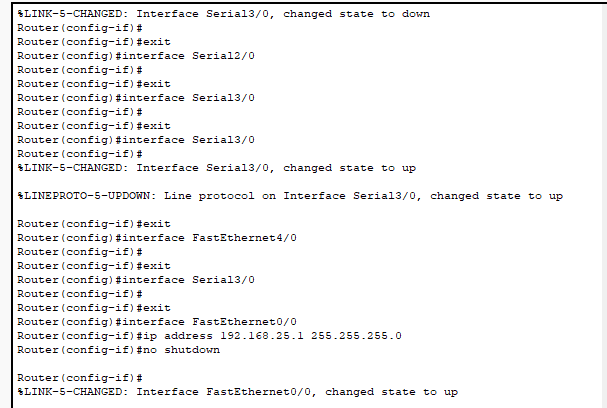 %LINK-5-CHANGED: Interface Serial3/0, changed state to down
Router(config-if)#
Router(config-if)#exit
Router(config)#interface Serial2/0
Router(config-if)#
Router(config-if)#exit
Router(config)#interface Serial3/0
Router(config-if)#
Router(config-if)#exit
Router(config)#interface Serial3/0
Router(config-if)#
%LINK-5-CHANGED: Interface Serial3/0, changed state to up
%LINEPROTO-5-UPDOWN: Line protocol on Interface Serial3/0, changed state to up
Router(config-if)#exit
Router(config)#interface FastEthernet4/0
Router(config-if)#
Router(config-if)#exit
Router(config)#interface Serial3/0
Router(config-if)#
Router(config-if)#exit
Router(config)#interface FastEthernet0/0
Router(config-if)#ip address 192.168.25.1 255.255.255.0
Router(config-if)#no shutdown
Router(config-if)#
%LINK-5-CHANGED: Interface FastEthernet0/0, changed state to up